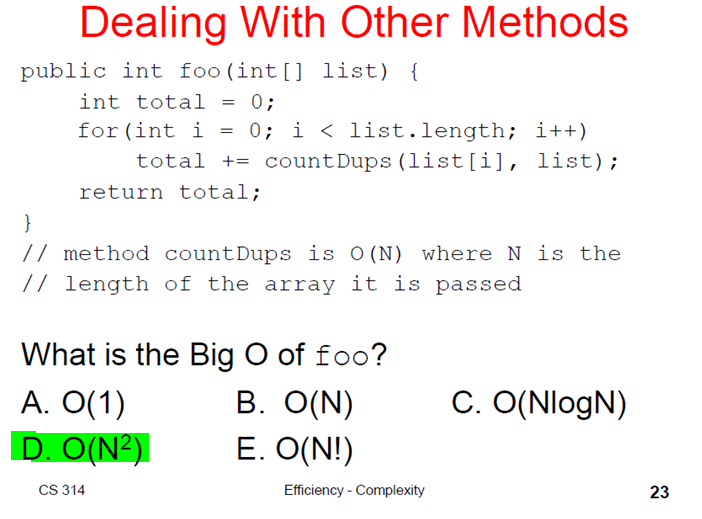 Dealing With Other Methods
public int foo(int[] list) {
    int total = 0;
    for(int i = 0; i < list.length; i++)
        total += countDups(list[i], list);
    return total;
}
// method countDups is O(N) where N is the
// length of the array it is passed
What is the Big O of foo?
A. O(1) B. O(N) C. O(NlogN)
D. O(N²) E. O(N!)
CS 314 Efficiency - Complexity 23